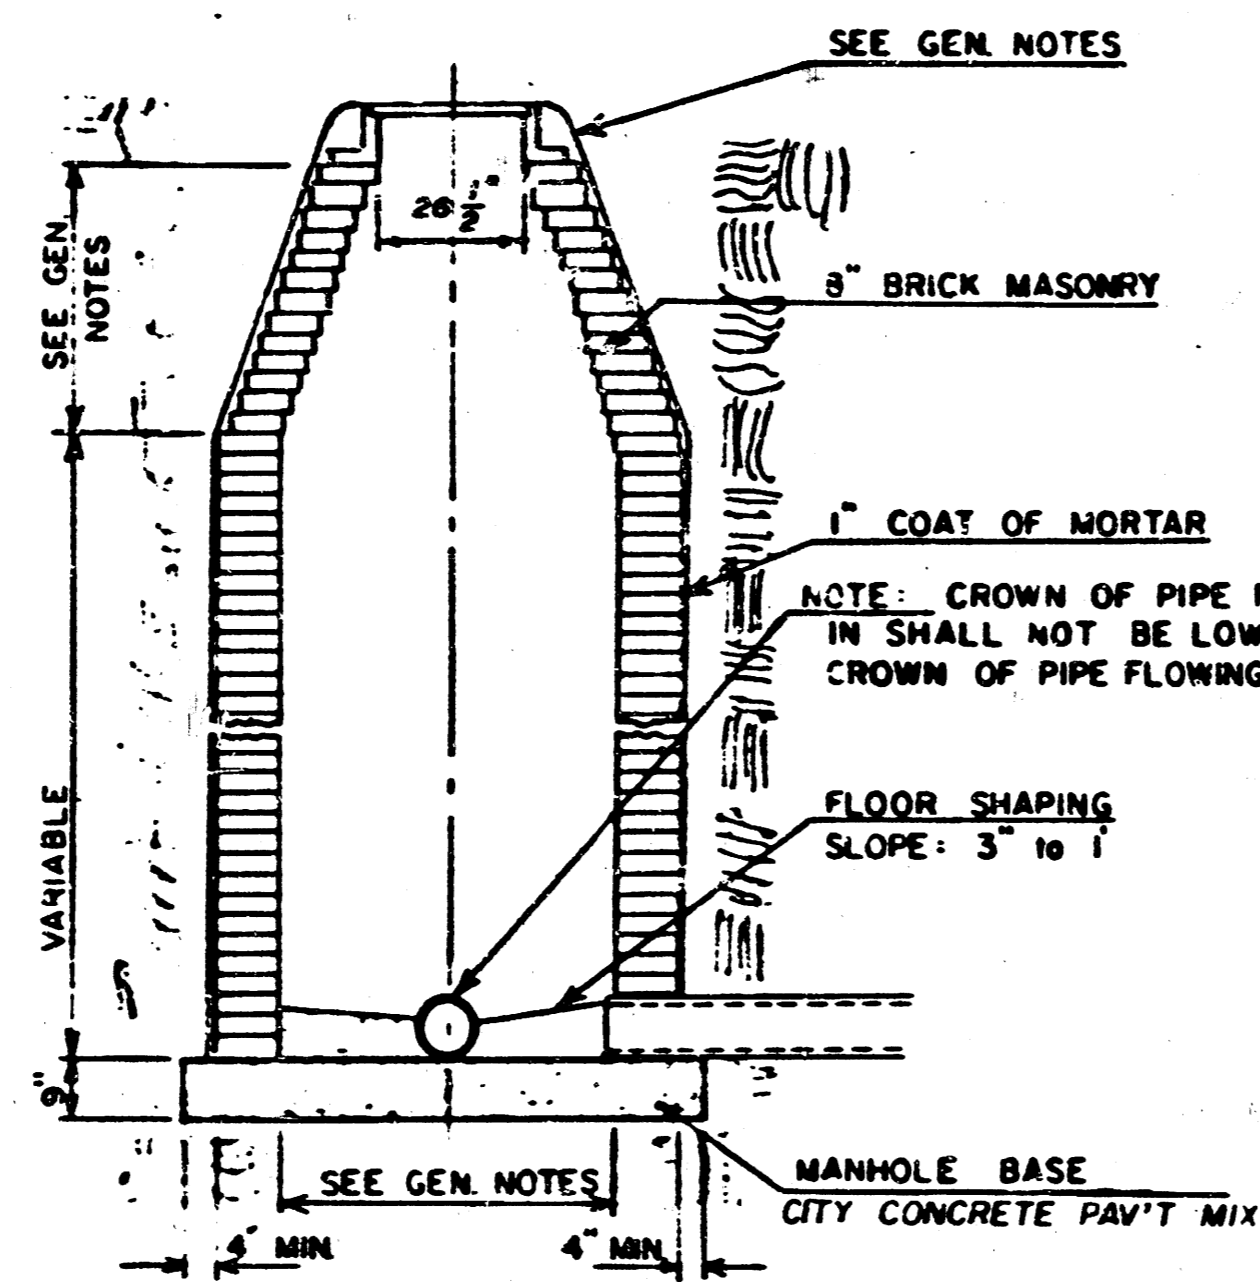 SEE GEN. NOTES
26 1/2"
SEE GEN.
NOTES
8" BRICK MASONRY
1" COAT OF MORTAR
NOTE: CROWN OF PIPE
IN SHALL NOT BE
CROWN OF PIPE FLOWING
FLOOR SHAPING
SLOPE: 3" to 1'
VARIABLE
9"
SEE GEN. NOTES
MANHOLE BASE
CITY CONCRETE PAV'T MIX
4" MIN.
4" MIN.